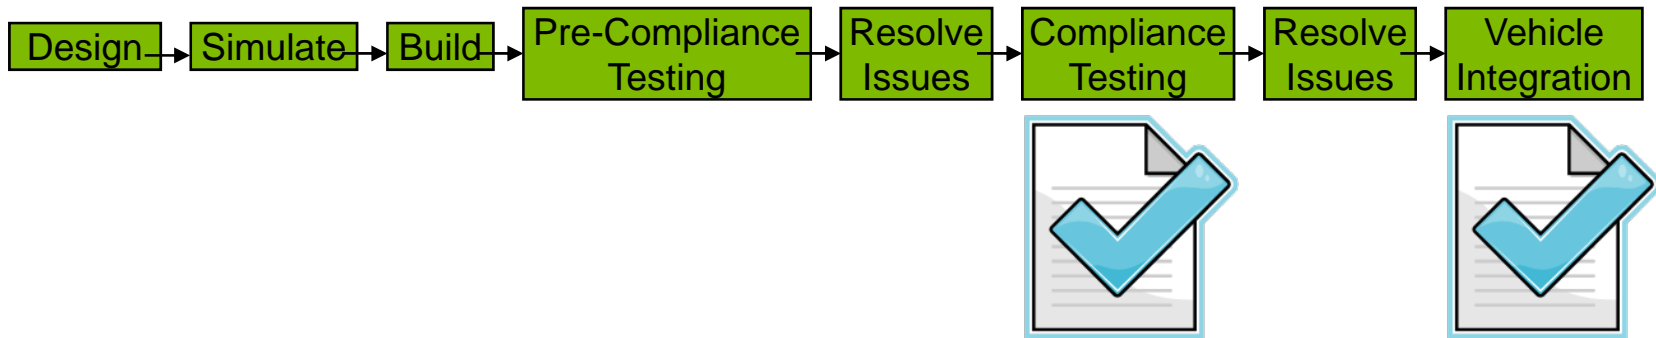 Design
Simulate
Build
Pre-Compliance
Testing
Resolve
Issues
Compliance
Testing
Resolve
Issues
Vehicle
Integration